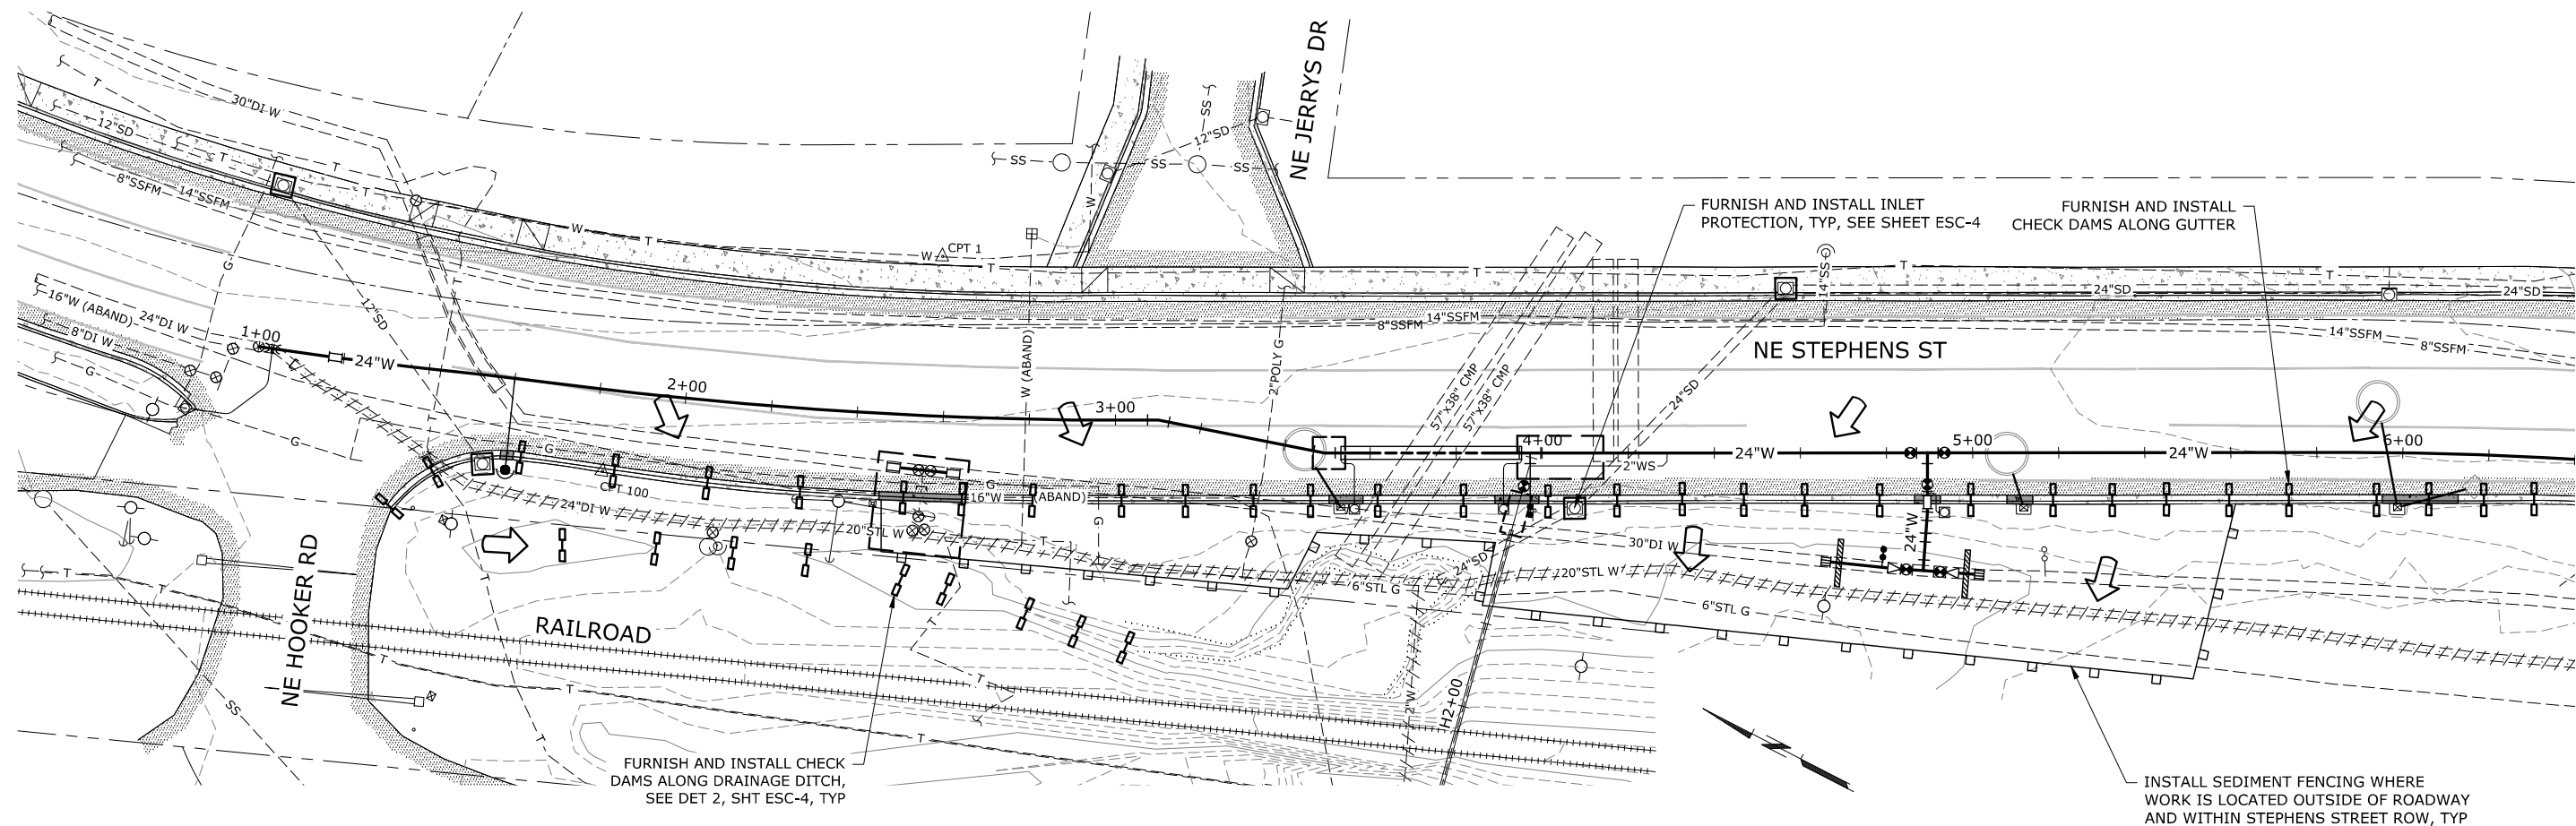 NE JERRYS DR
30"DI W
T
12"SD
T
T
T
8"SSFM
14"SSFM
W
T
SS
SS
SS
SS
12"SD
W
W
CPT 1
T
FURNISH AND INSTALL INLET
PROTECTION, TYP, SEE SHEET ESC-4
FURNISH AND INSTALL
CHECK DAMS ALONG GUTTER
T
14"SS
T
T
24"SD
24"SD
8"SSFM
14"SSFM
14"SSFM
8"SSFM
G
12"SD
T
16"W
(ABAND)
24"DI W
8"DI W
G
1+00
24"W
2+00
W (ABAND)
3+00
2"POLY G
57"x38" CMP
57"x38" CMP
24"SD
NE STEPHENS ST
4+00
24"W
5+00
24"W
6+00
2"WS
G
G
CPT 100
24"DI W
20"STL W
G
16"W
(ABAND)
G
T
24"SD
6"STL G
20"STL W
30"DI W
24"W
6"STL G
T
T
T
T
NE HOOKER RD
RAILROAD
SS
T
T
T
T
T
2"W
H2+00
FURNISH AND INSTALL CHECK
DAMS ALONG DRAINAGE DITCH,
SEE DET 2, SHT ESC-4, TYP
INSTALL SEDIMENT FENCING WHERE
WORK IS LOCATED OUTSIDE OF ROADWAY
AND WITHIN STEPHENS STREET ROW, TYP